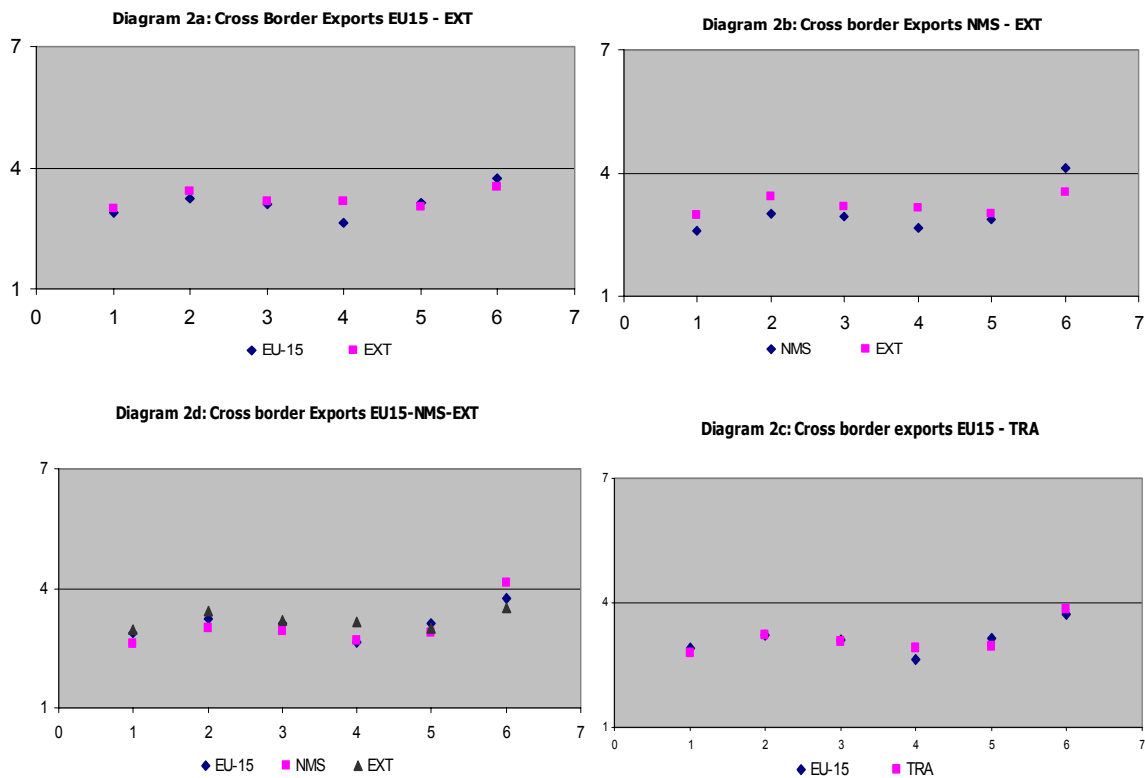 Diagram 2a: Cross Border Exports EU15 - EXT
7
4
1
0 1 2 3 4 5 6 7
EU-15 EXT
Diagram 2b: Cross border Exports NMS - EXT
7
4
1
0 1 2 3 4 5 6 7
NMS EXT
Diagram 2d: Cross border Exports EU15-NMS-EXT
7
4
1
0 1 2 3 4 5 6 7
EU-15 NMS EXT
Diagram 2c: Cross border exports EU15 - TRA
7
4
1
0 1 2 3 4 5 6 7
EU-15 TRA